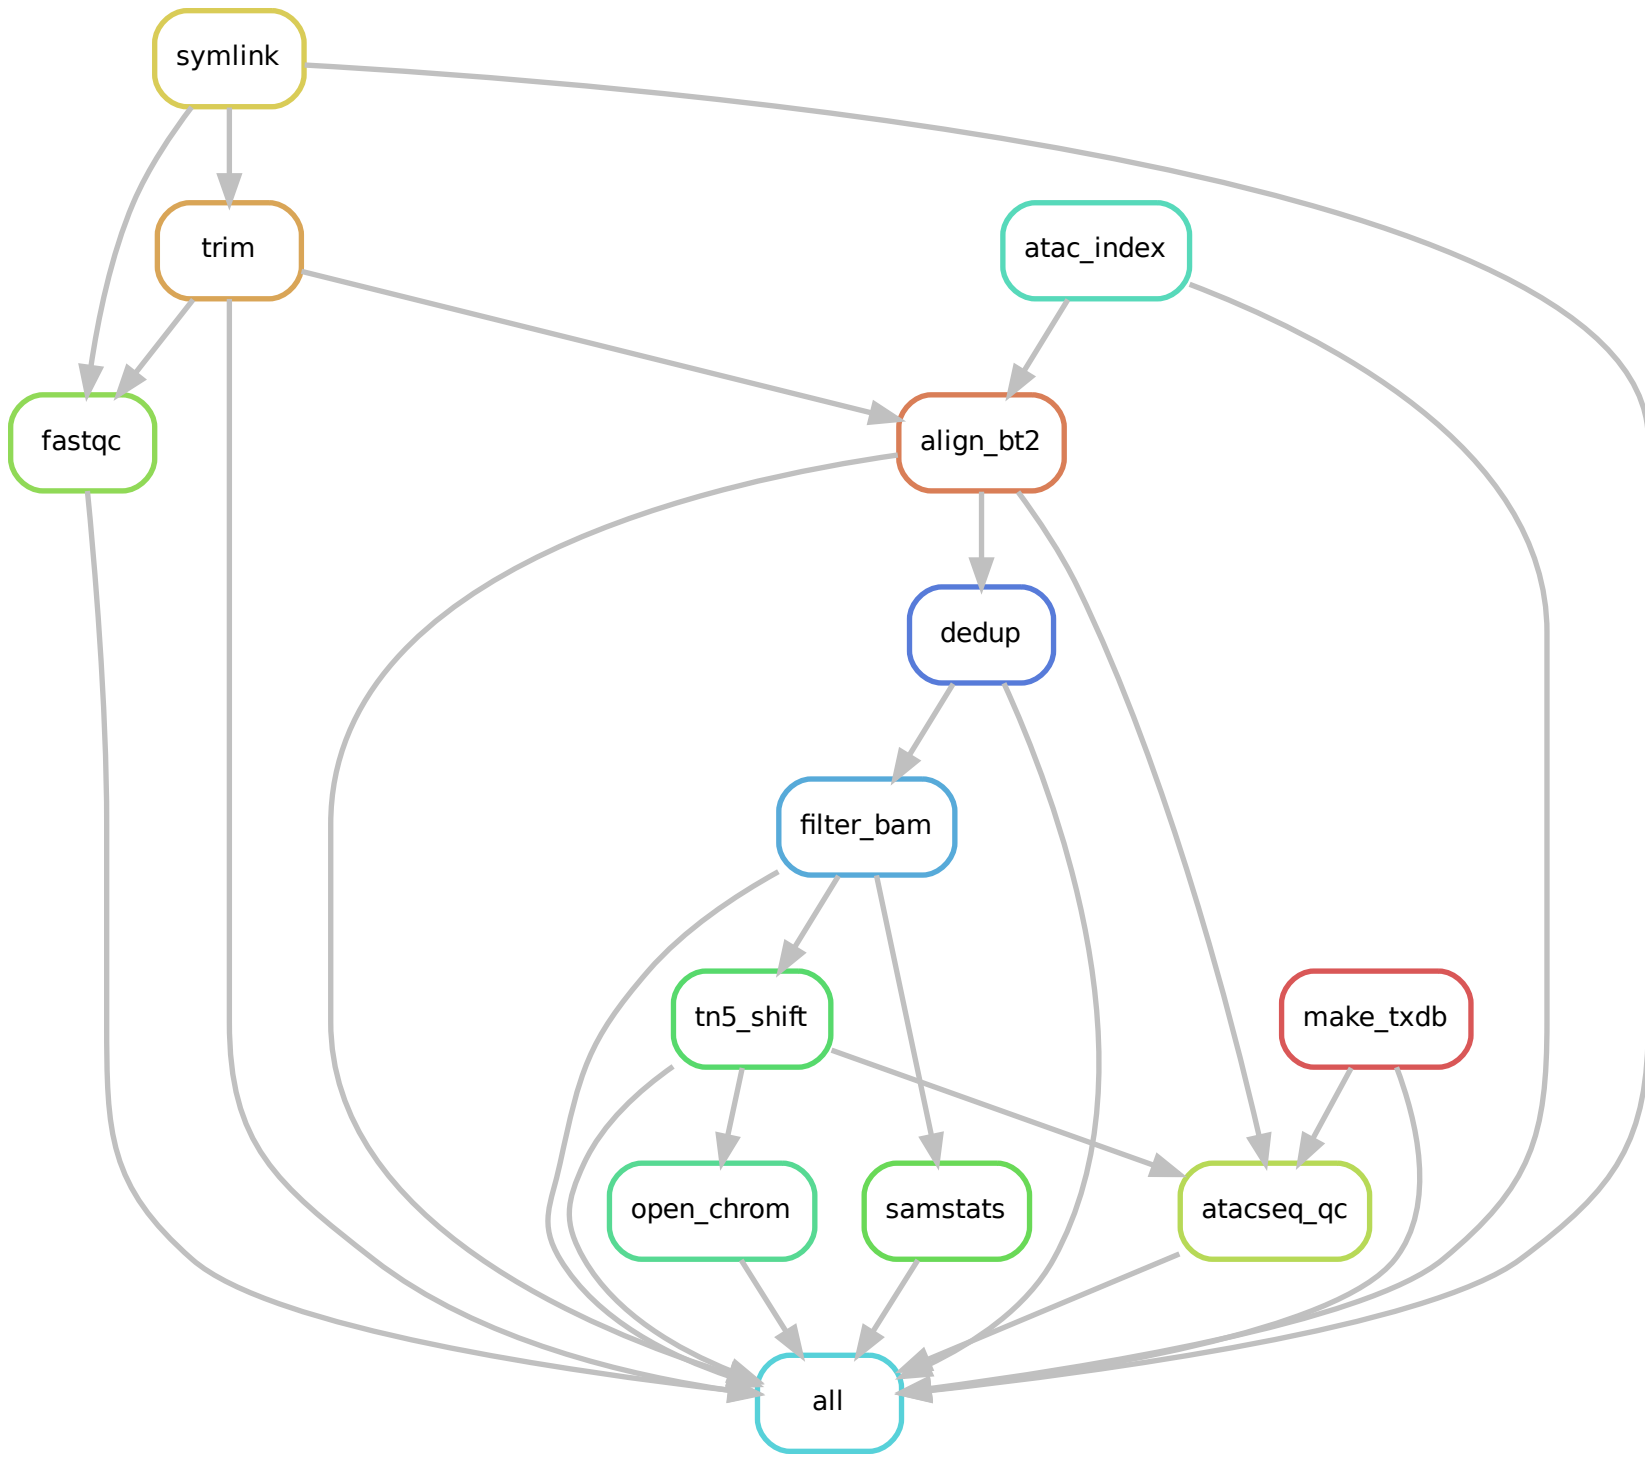 symlink
trim
atac_index
fastqc
align_bt2
dedup
filter_bam
tn5_shift
make_txdb
open_chrom
samstats
atacseq_qc
all